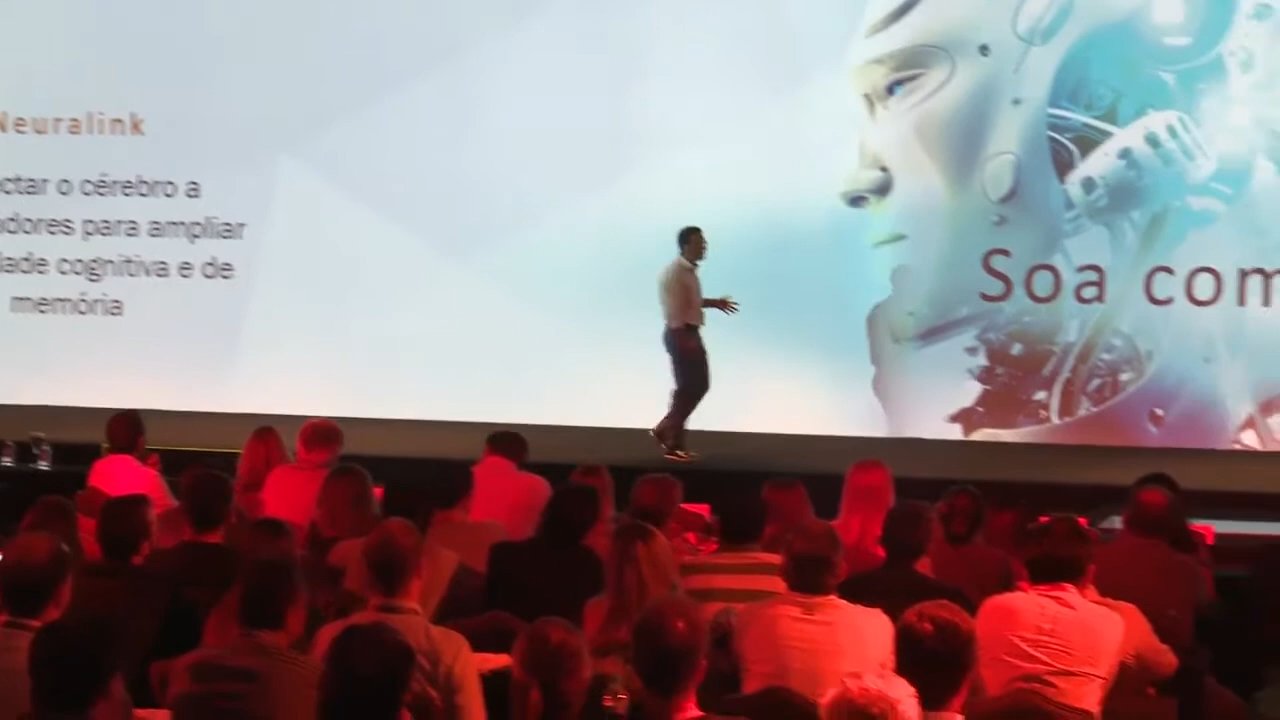 Neuralink
ctar o cérebro a
dores para ampliar
dade cognitiva e de
memória
Soa com